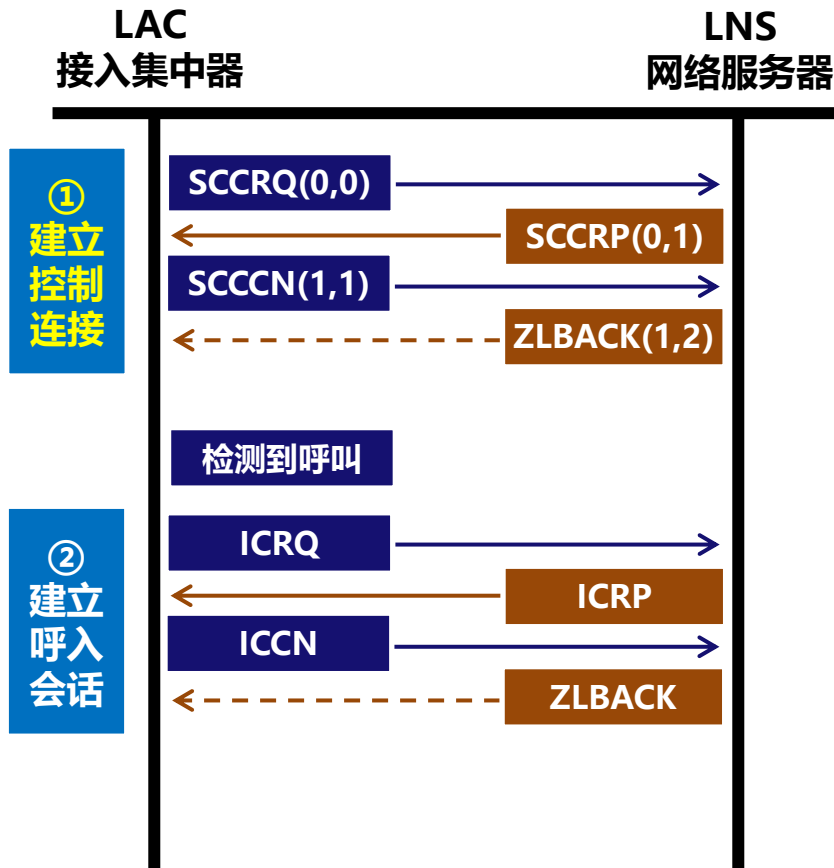 LAC
接入集中器
LNS
网络服务器
①
建立
控制
连接
SCCRQ(0,0)
SCCRP(0,1)
SCCCN(1,1)
ZLBACK(1,2)
检测到呼叫
②
建立
呼入
会话
ICRQ
ICRP
ICCN
ZLBACK